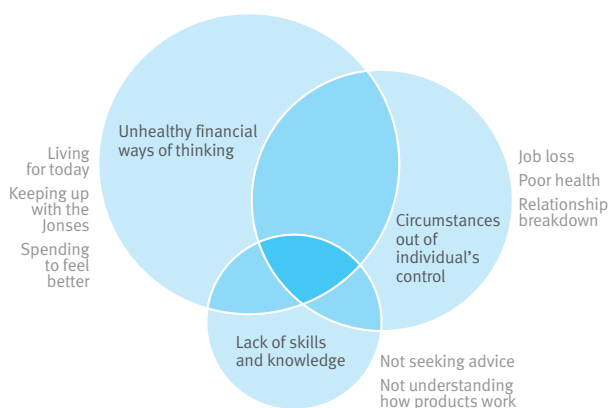 Unhealthy financial
ways of thinking
Living
for today
Keeping up
with the
Jonses
Spending
to feel
better
Job loss
Poor health
Relationship
breakdown
Circumstances
out of
individual's
control
Lack of skills
and knowledge
Not seeking advice
Not understanding
how products work